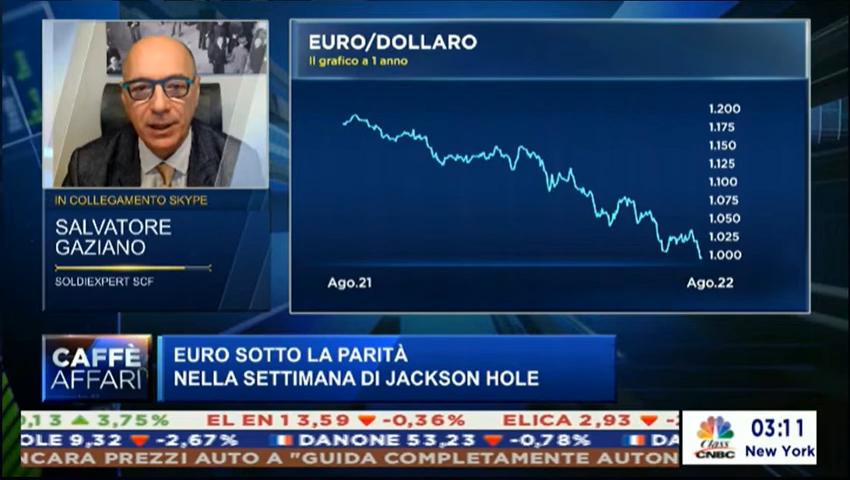 EURO/DOLLARO
Il grafico a 1 anno
1.200
1.175
1.150
1.125
1.100
1.075
1.050
1.025
1.000
Ago.21
Ago.22
IN COLLEGAMENTO SKYPE
SALVATORE
GAZIANO
SOLDIEXPERT SCF
CAFFÈ
AFFARI
EURO SOTTO LA PARITÀ
NELLA SETTIMANA DI JACKSON HOLE
,13 3,75% EL EN 13,59 -0,36% ELICA 2,93 -
OLE 9,32 -2,67% DANONE 53,23 -0,78% DA
NCARA PREZZI AUTO A "GUIDA COMPLETAMENTE AUTON
Class
CNBC
03:11
New York